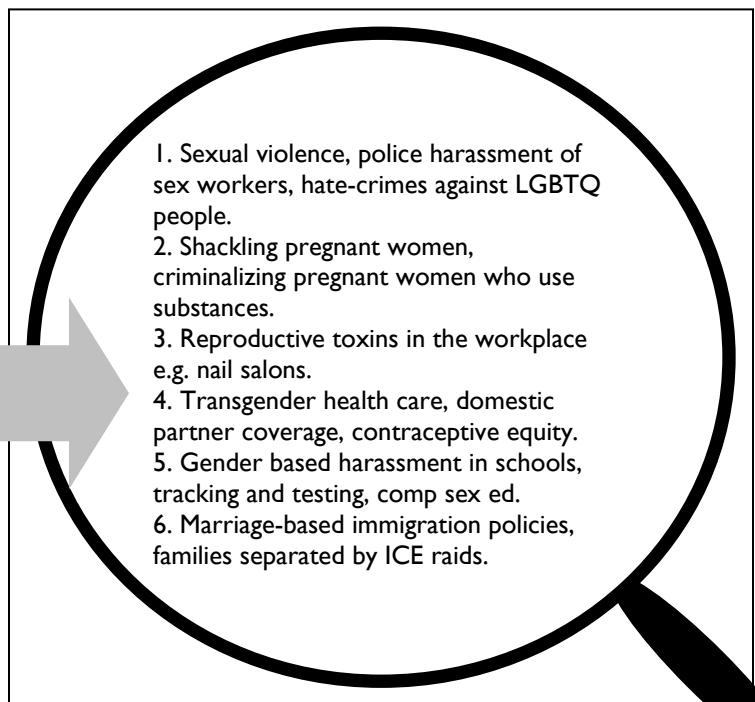 1. Sexual violence, police harassment of
sex workers, hate-crimes against LGBTQ
people.
2. Shackling pregnant women,
criminalizing pregnant women who use
substances.
3. Reproductive toxins in the workplace
e.g. nail salons.
4. Transgender health care, domestic
partner coverage, contraceptive equity.
5. Gender based harassment in schools,
tracking and testing, comp sex ed.
6. Marriage-based immigration policies,
families separated by ICE raids.